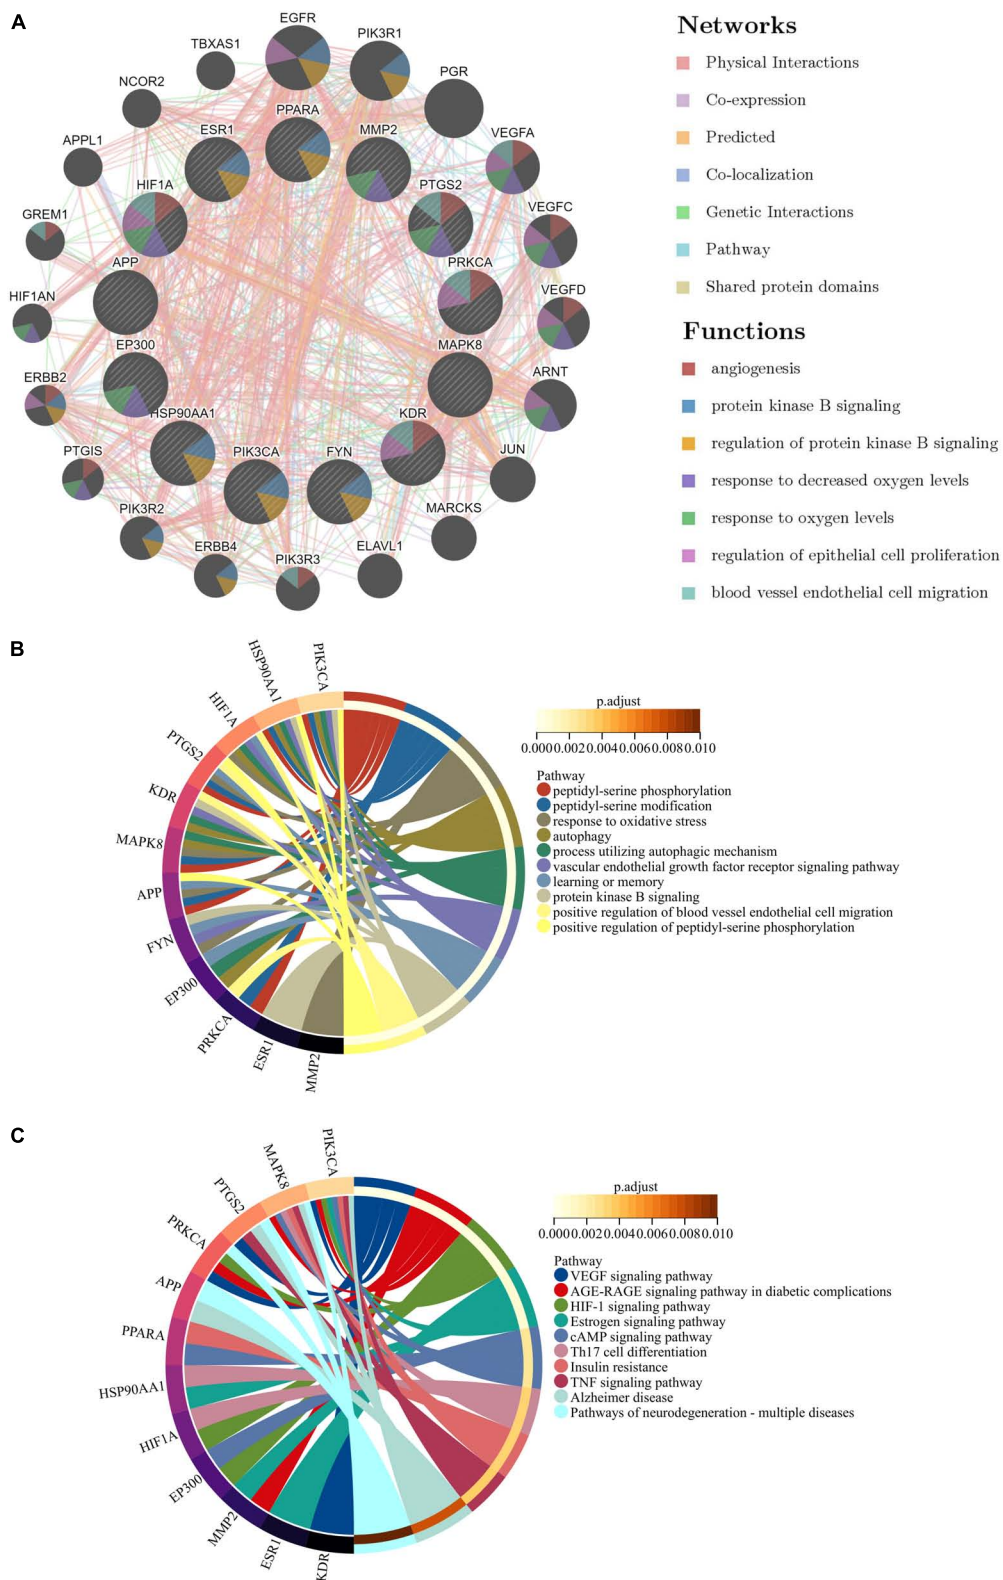 A
EGFR
PIK3R1
TBXAS1
PGR
NCOR2
PPARA
ESR1
MMP2
APPL1
VEGFA
HIF1A
PTGS2
GREM1
VEGFC
APP
PRKCA
HIF1AN
VEGFD
EP300
MAPK8
ERBB2
ARNT
HSP90AA1
KDR
PTGIS
PIK3CA
FYN
JUN
PIK3R2
MARCKS
ERBB4
PIK3R3
ELAVL1
Networks
Physical Interactions
Co-expression
Predicted
Co-localization
Genetic Interactions
Pathway
Shared protein domains
Functions
angiogenesis
protein kinase B signaling
regulation of protein kinase B signaling
response to decreased oxygen levels
response to oxygen levels
regulation of epithelial cell proliferation
blood vessel endothelial cell migration
B
PIK3CA
HSP90AA1
HIF1A
PTGS2
KDR
MAPK8
APP
FYN
EP300
PRKCA
ESR1
MMP2
p.adjust
0.0000.0020.0040.0060.0080.010
Pathway
peptidyl-serine phosphorylation
peptidyl-serine modification
response to oxidative stress
autophagy
process utilizing autophagic mechanism
vascular endothelial growth factor receptor signaling pathway
learning or memory
protein kinase B signaling
positive regulation of blood vessel endothelial cell migration
positive regulation of peptidyl-serine phosphorylation
C
PIK3CA
MAPK8
PTGS2
PRKCA
APP
PPARA
HSP90AA1
HIF1A
EP300
MMP2
ESR1
KDR
p.adjust
0.0000.0020.0040.0060.0080.010
Pathway
VEGF signaling pathway
AGE-RAGE signaling pathway in diabetic complications
HIF-1 signaling pathway
Estrogen signaling pathway
cAMP signaling pathway
Th17 cell differentiation
Insulin resistance
TNF signaling pathway
Alzheimer disease
Pathways of neurodegeneration - multiple diseases